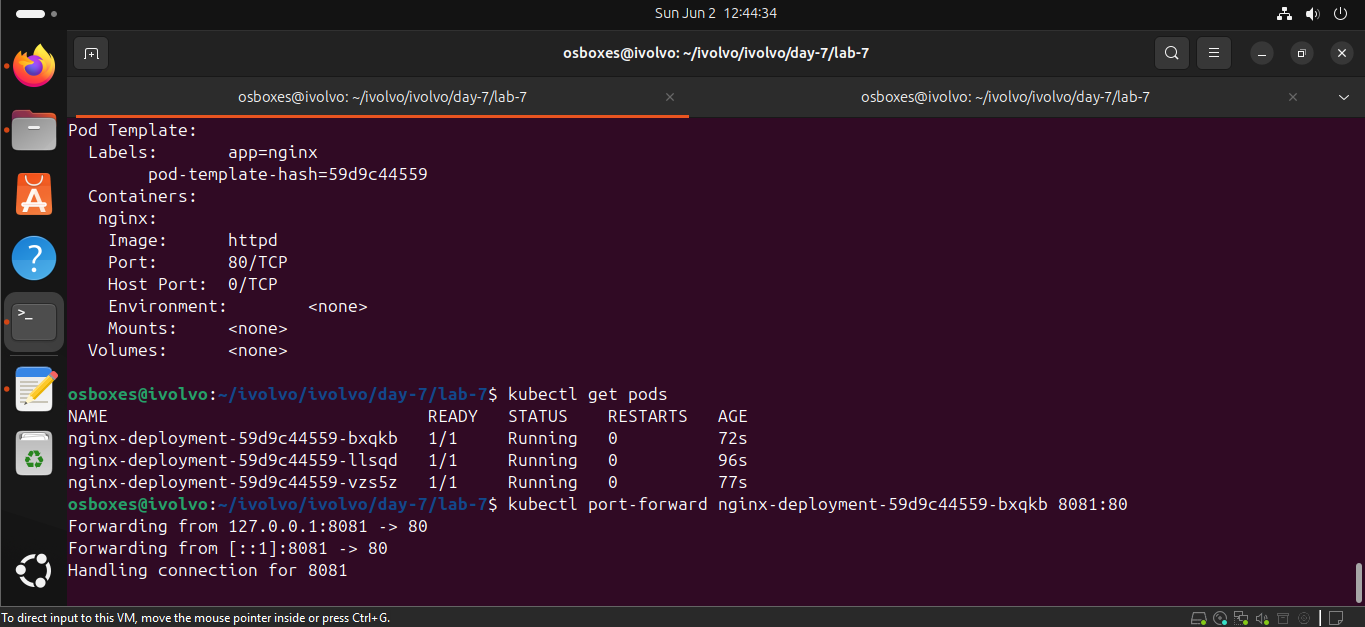 Sun Jun 2 12:44:34
osboxes@ivolvo: ~/ivolvo/ivolvo/day-7/lab-7
osboxes@ivolvo: ~/ivolvo/ivolvo/day-7/lab-7
osboxes@ivolvo: ~/ivolvo/ivolvo/day-7/lab-7
Pod Template:
  Labels:       app=nginx
        pod-template-hash=59d9c44559
  Containers:
   nginx:
    Image:      httpd
    Port:       80/TCP
    Host Port:  0/TCP
    Environment:        <none>
    Mounts:     <none>
  Volumes:      <none>
osboxes@ivolvo:~/ivolvo/ivolvo/day-7/lab-7$ kubectl get pods
NAME                                READY   STATUS    RESTARTS   AGE
nginx-deployment-59d9c44559-bxqkb   1/1     Running   0          72s
nginx-deployment-59d9c44559-llsqd   1/1     Running   0          96s
nginx-deployment-59d9c44559-vzs5z   1/1     Running   0          77s
osboxes@ivolvo:~/ivolvo/ivolvo/day-7/lab-7$ kubectl port-forward nginx-deployment-59d9c44559-bxqkb 8081:80
Forwarding from 127.0.0.1:8081 -> 80
Forwarding from [::1]:8081 -> 80
Handling connection for 8081
To direct input to this VM, move the mouse pointer inside or press Ctrl+G.